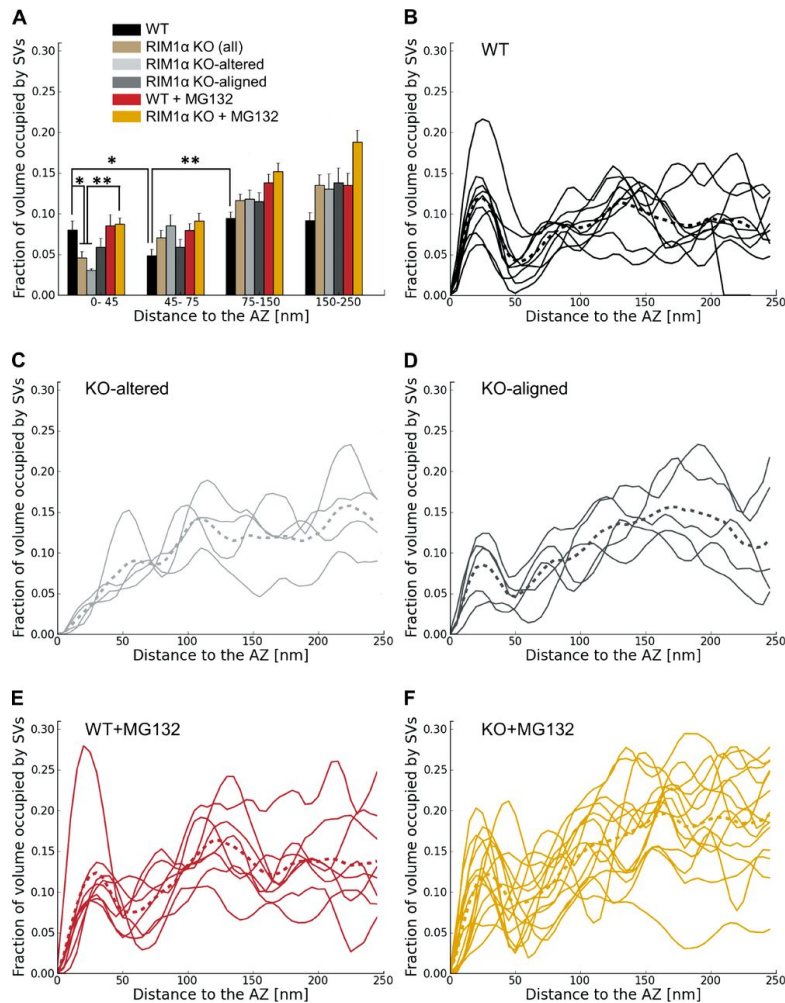 A
WT
RIM1α KO (all)
RIM1α KO-altered
RIM1α KO-aligned
WT + MG132
RIM1α KO + MG132
Fraction of volume occupied by SVs
0.30
0.25
0.20
0.15
0.10
0.05
0.00
* ** * **
0- 45 45- 75 75-150 150-250
Distance to the AZ [nm]
B
WT
Fraction of volume occupied by SVs
0.30
0.25
0.20
0.15
0.10
0.05
0.00
0 50 100 150 200 250
Distance to the AZ [nm]
C
KO-altered
Fraction of volume occupied by SVs
0.30
0.25
0.20
0.15
0.10
0.05
0.00
0 50 100 150 200 250
Distance to the AZ [nm]
D
KO-aligned
Fraction of volume occupied by SVs
0.30
0.25
0.20
0.15
0.10
0.05
0.00
0 50 100 150 200 250
Distance to the AZ [nm]
E
WT+MG132
Fraction of volume occupied by SVs
0.30
0.25
0.20
0.15
0.10
0.05
0.00
0 50 100 150 200 250
Distance to the AZ [nm]
F
KO+MG132
Fraction of volume occupied by SVs
0.30
0.25
0.20
0.15
0.10
0.05
0.00
0 50 100 150 200 250
Distance to the AZ [nm]